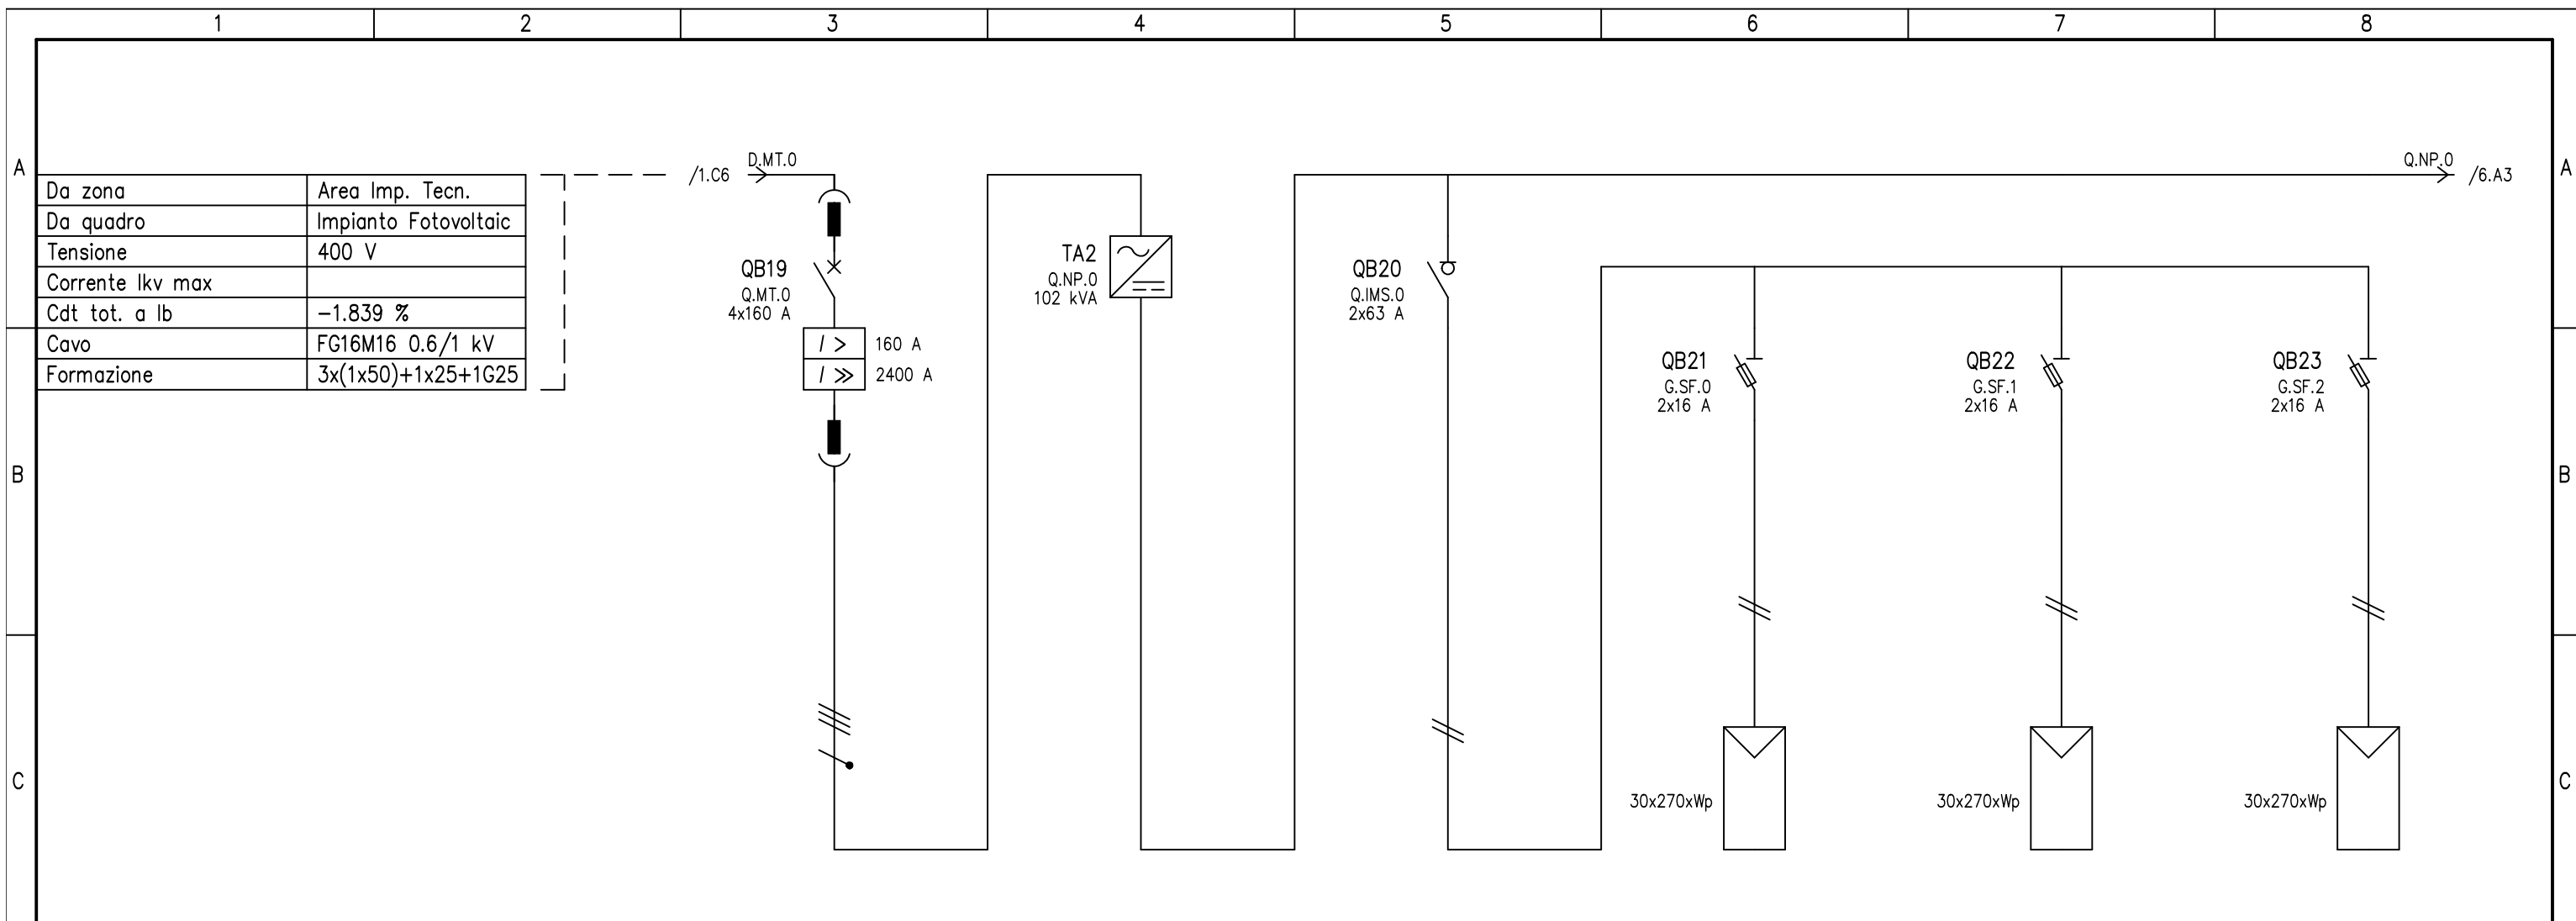 1 2 3 4 5 6 7 8
A A
B B
C C
Da zona Area Imp. Tecn.
Da quadro Impianto Fotovoltaic
Tensione 400 V
Corrente Ikv max
Cdt tot. a Ib -1.839 %
Cavo FG16M16 0.6/1 kV
Formazione 3x(1x50)+1x25+1G25
/1.C6
D.MT.0
QB19
Q.MT.0
4x160 A
I > 160 A
I >> 2400 A
TA2
Q.NP.0
102 kVA
QB20
Q.IMS.0
2x63 A
QB21
G.SF.0
2x16 A
30x270xWp
QB22
G.SF.1
2x16 A
30x270xWp
QB23
G.SF.2
2x16 A
30x270xWp
Q.NP.0
/6.A3